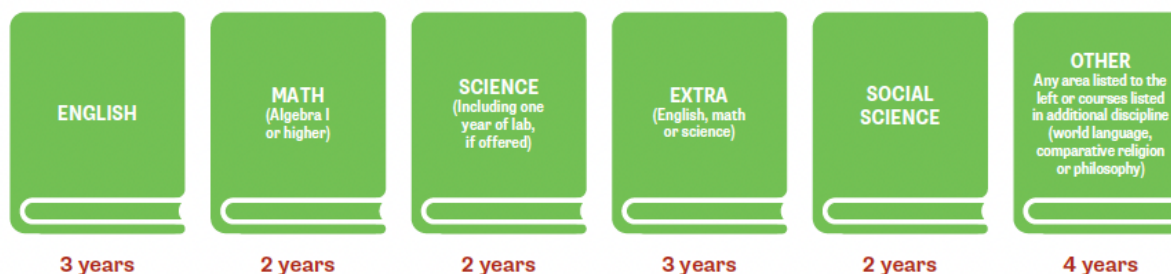 ENGLISH
MATH
(Algebra I
or higher)
SCIENCE
(Including one
year of lab,
if offered)
EXTRA
(English, math
or science)
SOCIAL
SCIENCE
OTHER
Any area listed to the
left or courses listed
in additional discipline
(world language,
comparative religion
or philosophy)
3 years
2 years
2 years
3 years
2 years
4 years